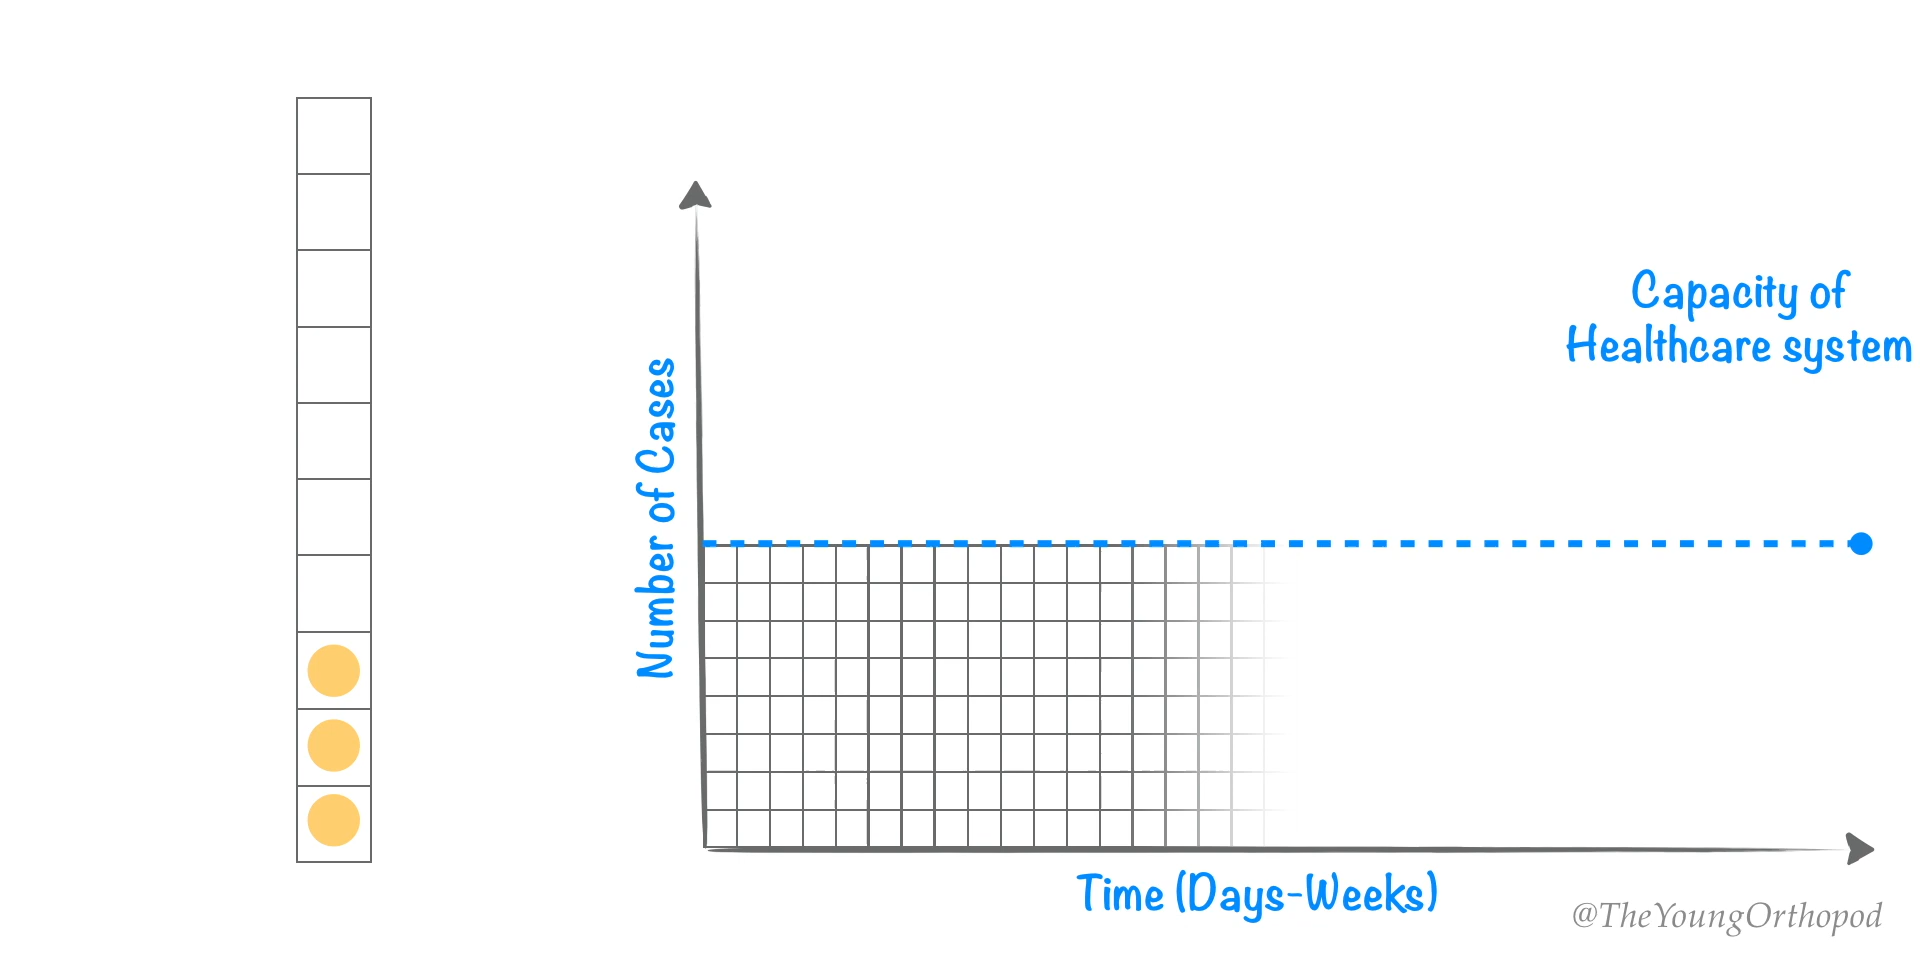 Capacity of
Healthcare system
Number of Cases
Time (Days-Weeks)
@TheYoungOrthopod